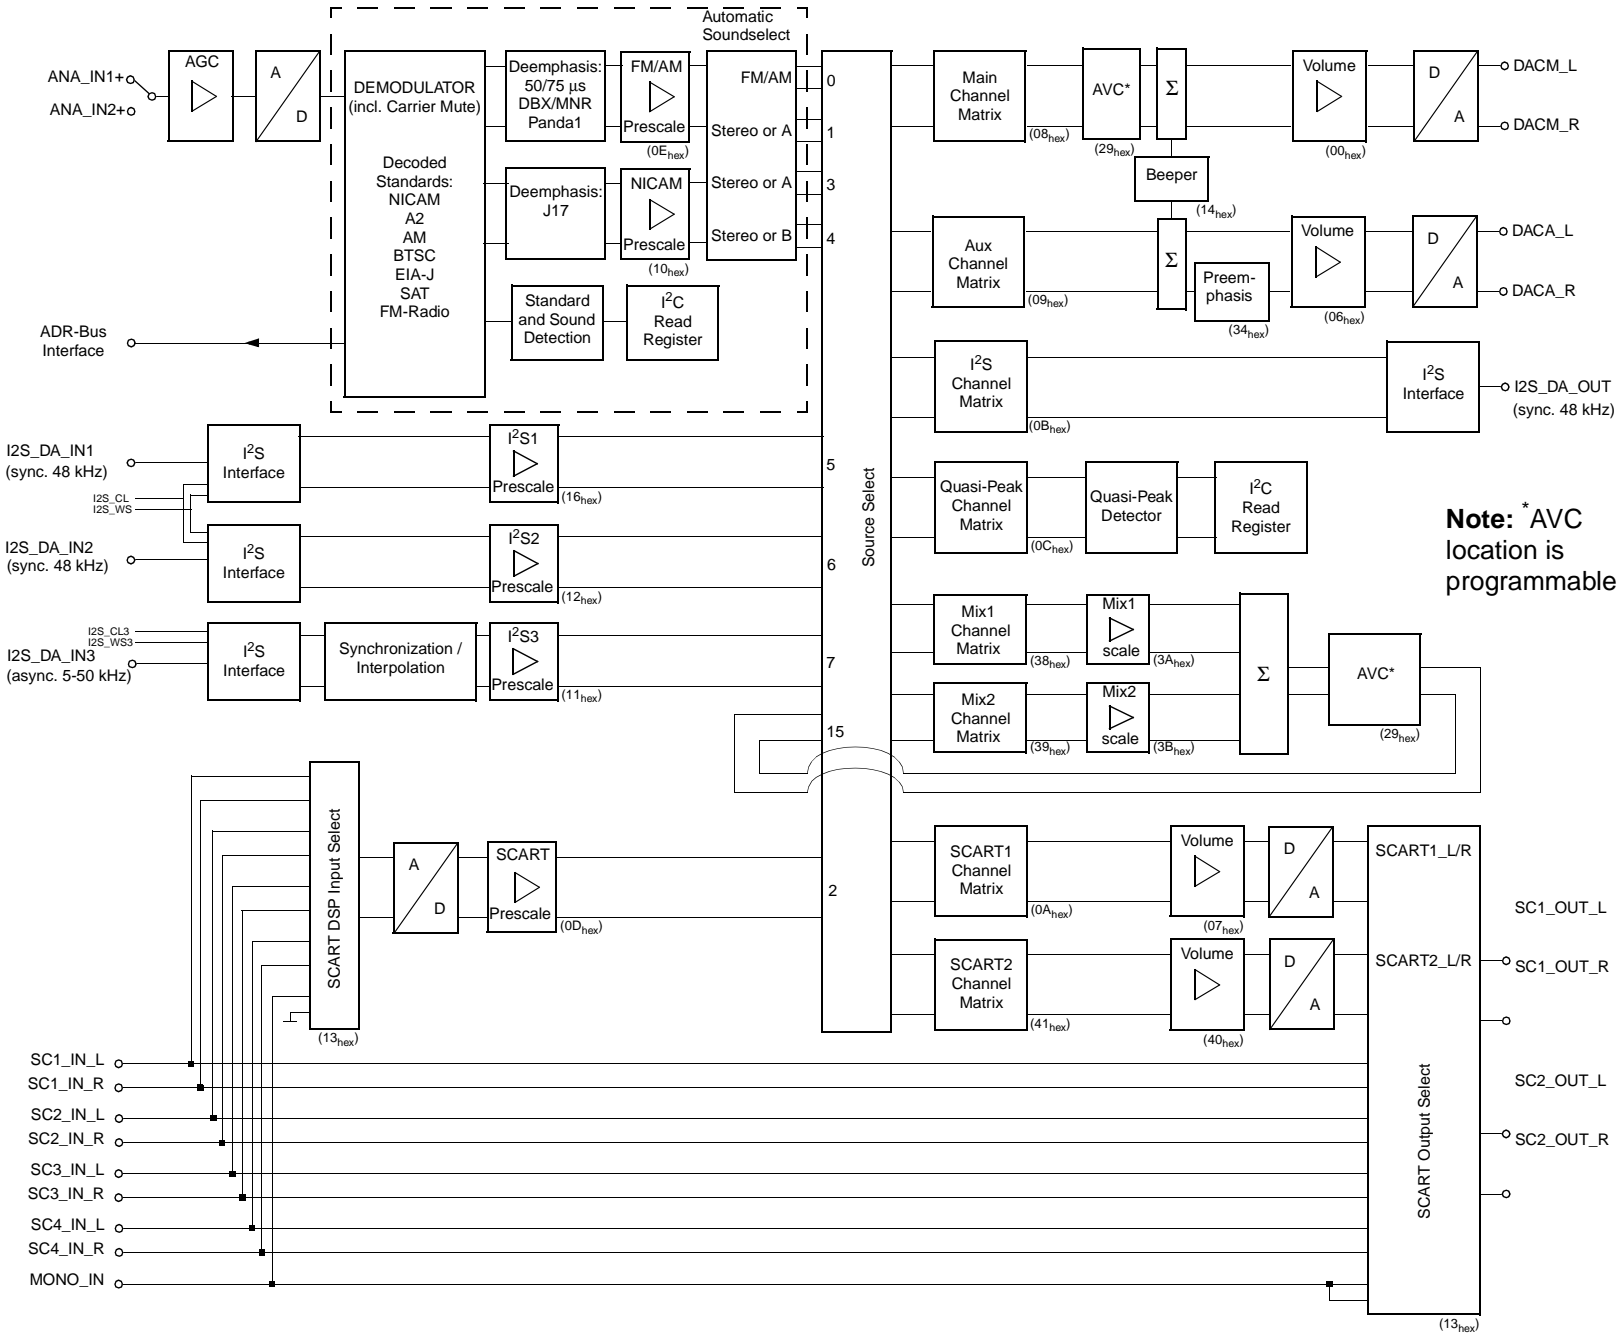 Automatic
Soundselect
ANA_IN1+
ANA_IN2+
AGC
A
D
DEMODULATOR
(incl. Carrier Mute)
Decoded
Standards:
NICAM
A2
AM
BTSC
EIA-J
SAT
FM-Radio
Deemphasis:
50/75 µs
DBX/MNR
Panda1
FM/AM
Prescale
(0Ehex)
Deemphasis:
J17
NICAM
Prescale
(10hex)
FM/AM
Stereo or A
Stereo or A
Stereo or B
Standard
and Sound
Detection
I2C
Read
Register
ADR-Bus
Interface
0
1
3
4
5
6
7
15
2
Source Select
Main
Channel
Matrix
(08hex)
AVC*
(29hex)
Σ
Beeper
(14hex)
Volume
(00hex)
D
A
DACM_L
DACM_R
Aux
Channel
Matrix
(09hex)
Σ
Preem-
phasis
(34hex)
Volume
(06hex)
D
A
DACA_L
DACA_R
I2S
Channel
Matrix
(0Bhex)
I2S
Interface
I2S_DA_OUT
(sync. 48 kHz)
I2S_DA_IN1
(sync. 48 kHz)
I2S
Interface
I2S1
Prescale
(16hex)
I2S_CL
I2S_WS
I2S_DA_IN2
(sync. 48 kHz)
I2S
Interface
I2S2
Prescale
(12hex)
I2S_CL3
I2S_WS3
I2S_DA_IN3
(async. 5-50 kHz)
I2S
Interface
Synchronization /
Interpolation
I2S3
Prescale
(11hex)
Quasi-Peak
Channel
Matrix
(0Chex)
Quasi-Peak
Detector
I2C
Read
Register
Note: *AVC
location is
programmable
Mix1
Channel
Matrix
(38hex)
Mix1
scale
(3Ahex)
Mix2
Channel
Matrix
(39hex)
Mix2
scale
(3Bhex)
Σ
AVC*
(29hex)
SCART DSP Input Select
(13hex)
A
D
SCART
Prescale
(0Dhex)
SCART1
Channel
Matrix
(0Ahex)
Volume
(07hex)
D
A
SCART1_L/R
SCART2
Channel
Matrix
(41hex)
Volume
(40hex)
D
A
SCART2_L/R
SCART Output Select
(13hex)
SC1_OUT_L
SC1_OUT_R
SC2_OUT_L
SC2_OUT_R
SC1_IN_L
SC1_IN_R
SC2_IN_L
SC2_IN_R
SC3_IN_L
SC3_IN_R
SC4_IN_L
SC4_IN_R
MONO_IN